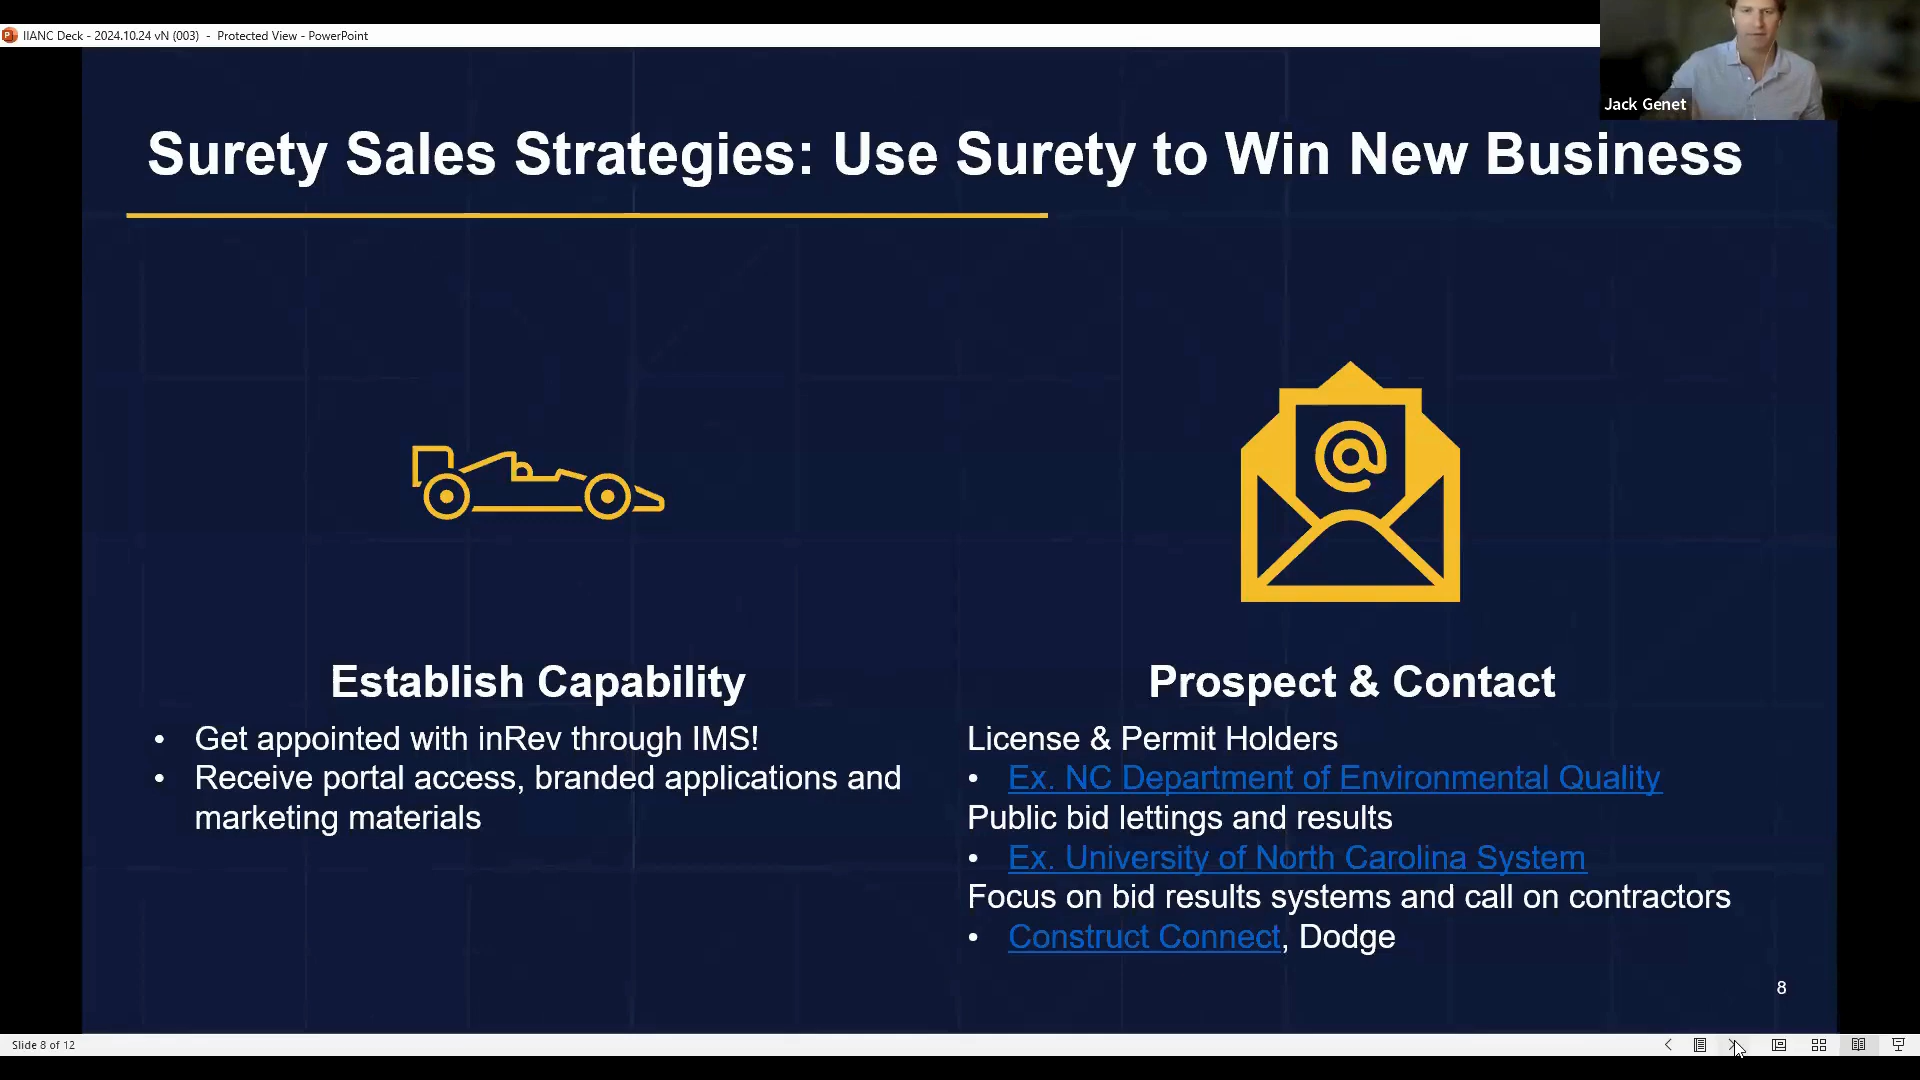 IIANC Deck - 2024.10.24 vN (003) - Protected View - PowerPoint
Jack Genet
Surety Sales Strategies: Use Surety to Win New Business
@
Establish Capability
• Get appointed with inRev through IMS!
• Receive portal access, branded applications and
marketing materials
Prospect & Contact
License & Permit Holders
• Ex. NC Department of Environmental Quality
Public bid lettings and results
• Ex. University of North Carolina System
Focus on bid results systems and call on contractors
• Construct Connect, Dodge
8
Slide 8 of 12